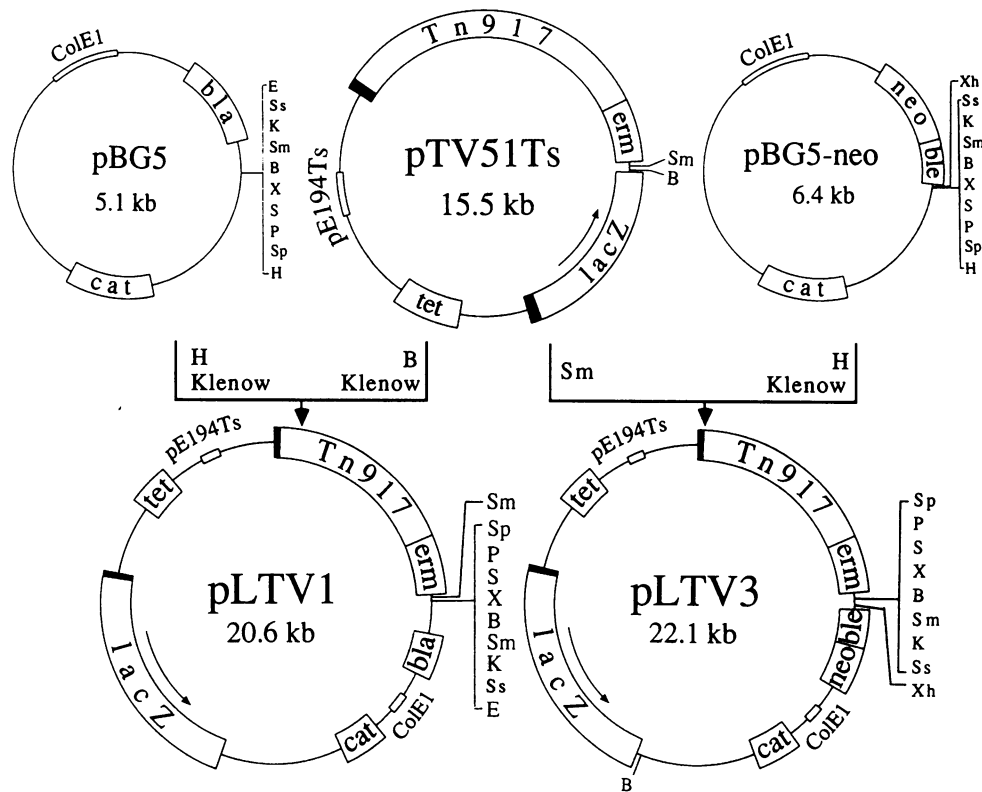 ColE1
bla
pBG5
5.1 kb
cat
E
Ss
K
Sm
B
X
S
P
Sp
H
Tn917
erm
pTV51Ts
15.5 kb
pE194Ts
Sm
B
lacZ
tet
ColE1
neo
ble
pBG5-neo
6.4 kb
cat
Xh
Ss
K
Sm
B
X
S
P
Sp
H
H
Klenow
B
Klenow
Sm
H
Klenow
pE194Ts
tet
Tn917
erm
pLTV1
20.6 kb
lacZ
bla
ColE1
cat
Sm
Sp
P
S
X
B
Sm
K
Ss
E
pE194Ts
tet
Tn917
erm
pLTV3
22.1 kb
lacZ
ble
neo
ColE1
cat
B
Sp
P
S
X
B
Sm
K
Ss
Xh